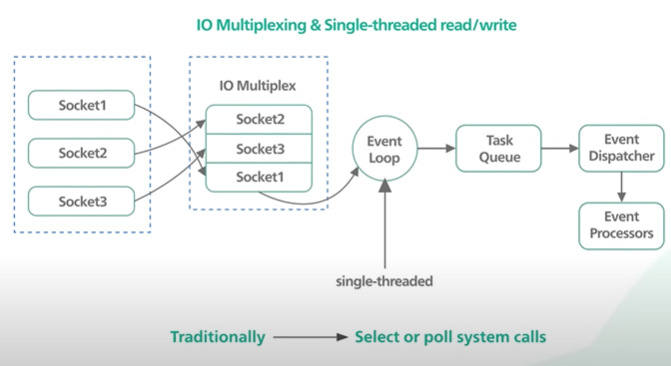 IO Multiplexing & Single-threaded read/write
Socket1
Socket2
Socket3
IO Multiplex
Socket2
Socket3
Socket1
Event
Loop
Task
Queue
Event
Dispatcher
Event
Processors
single-threaded
Traditionally
Select or poll system calls